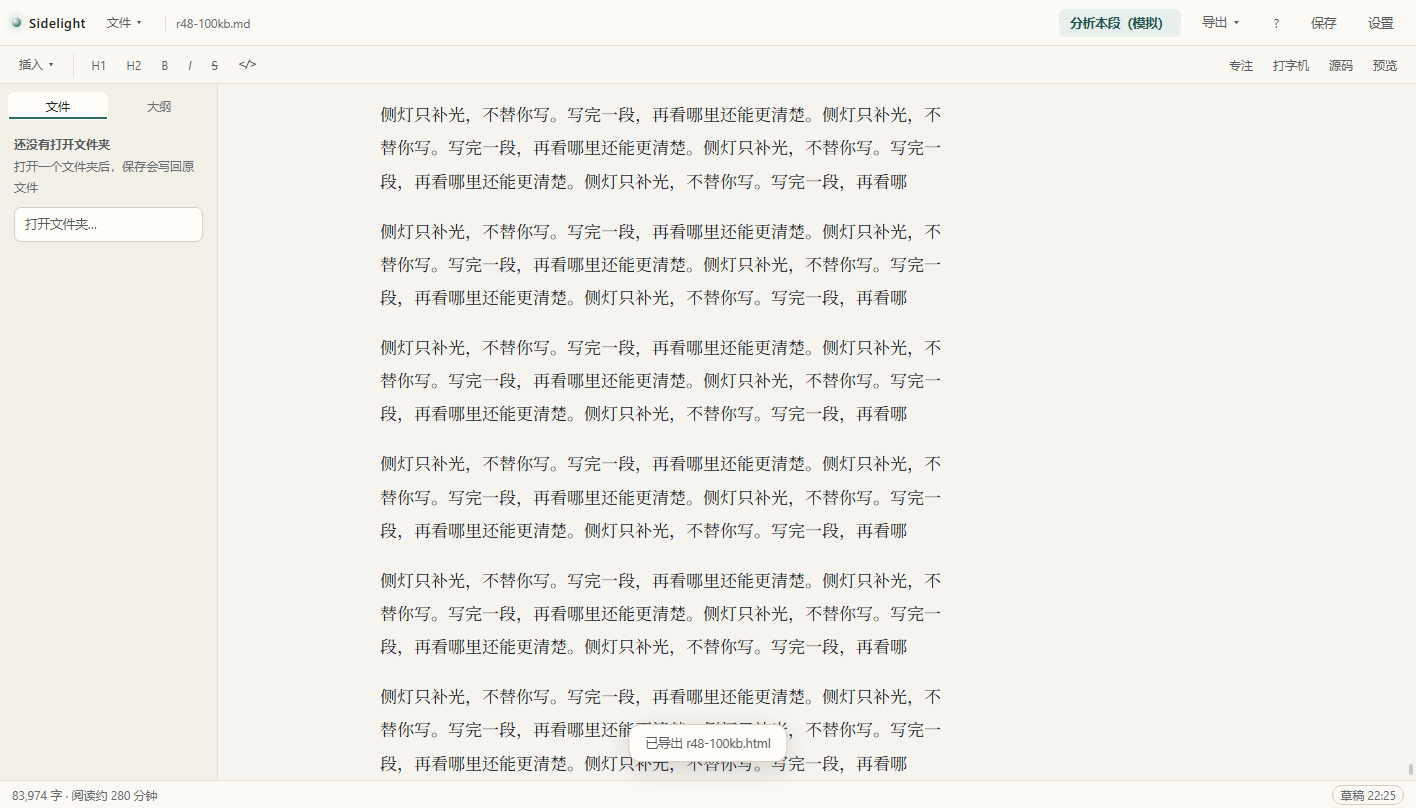 Sidelight 文件 r48-100kb.md 分析本段（模拟） 导出 ? 保存 设置
插入 H1 H2 B I S </> 专注 打字机 源码 预览
文件 大纲
还没有打开文件夹
打开一个文件夹后，保存会写回原
文件
打开文件夹...
侧灯只补光，不替你写。写完一段，再看哪里还能更清楚。侧灯只补光，不
替你写。写完一段，再看哪里还能更清楚。侧灯只补光，不替你写。写完一
段，再看哪里还能更清楚。侧灯只补光，不替你写。写完一段，再看哪
侧灯只补光，不替你写。写完一段，再看哪里还能更清楚。侧灯只补光，不
替你写。写完一段，再看哪里还能更清楚。侧灯只补光，不替你写。写完一
段，再看哪里还能更清楚。侧灯只补光，不替你写。写完一段，再看哪
侧灯只补光，不替你写。写完一段，再看哪里还能更清楚。侧灯只补光，不
替你写。写完一段，再看哪里还能更清楚。侧灯只补光，不替你写。写完一
段，再看哪里还能更清楚。侧灯只补光，不替你写。写完一段，再看哪
侧灯只补光，不替你写。写完一段，再看哪里还能更清楚。侧灯只补光，不
替你写。写完一段，再看哪里还能更清楚。侧灯只补光，不替你写。写完一
段，再看哪里还能更清楚。侧灯只补光，不替你写。写完一段，再看哪
侧灯只补光，不替你写。写完一段，再看哪里还能更清楚。侧灯只补光，不
替你写。写完一段，再看哪里还能更清楚。侧灯只补光，不替你写。写完一
段，再看哪里还能更清楚。侧灯只补光，不替你写。写完一段，再看哪
侧灯只补光，不替你写。写完一段，再看哪里还能更清楚。侧灯只补光，不
替你写。写完一段，再看哪里还能 ，不替你写。写完一
已导出 r48-100kb.html
段，再看哪里还能更清楚。侧灯只补光，不替你写。写完一段，再看哪
83,974 字 · 阅读约 280 分钟 草稿 22:25